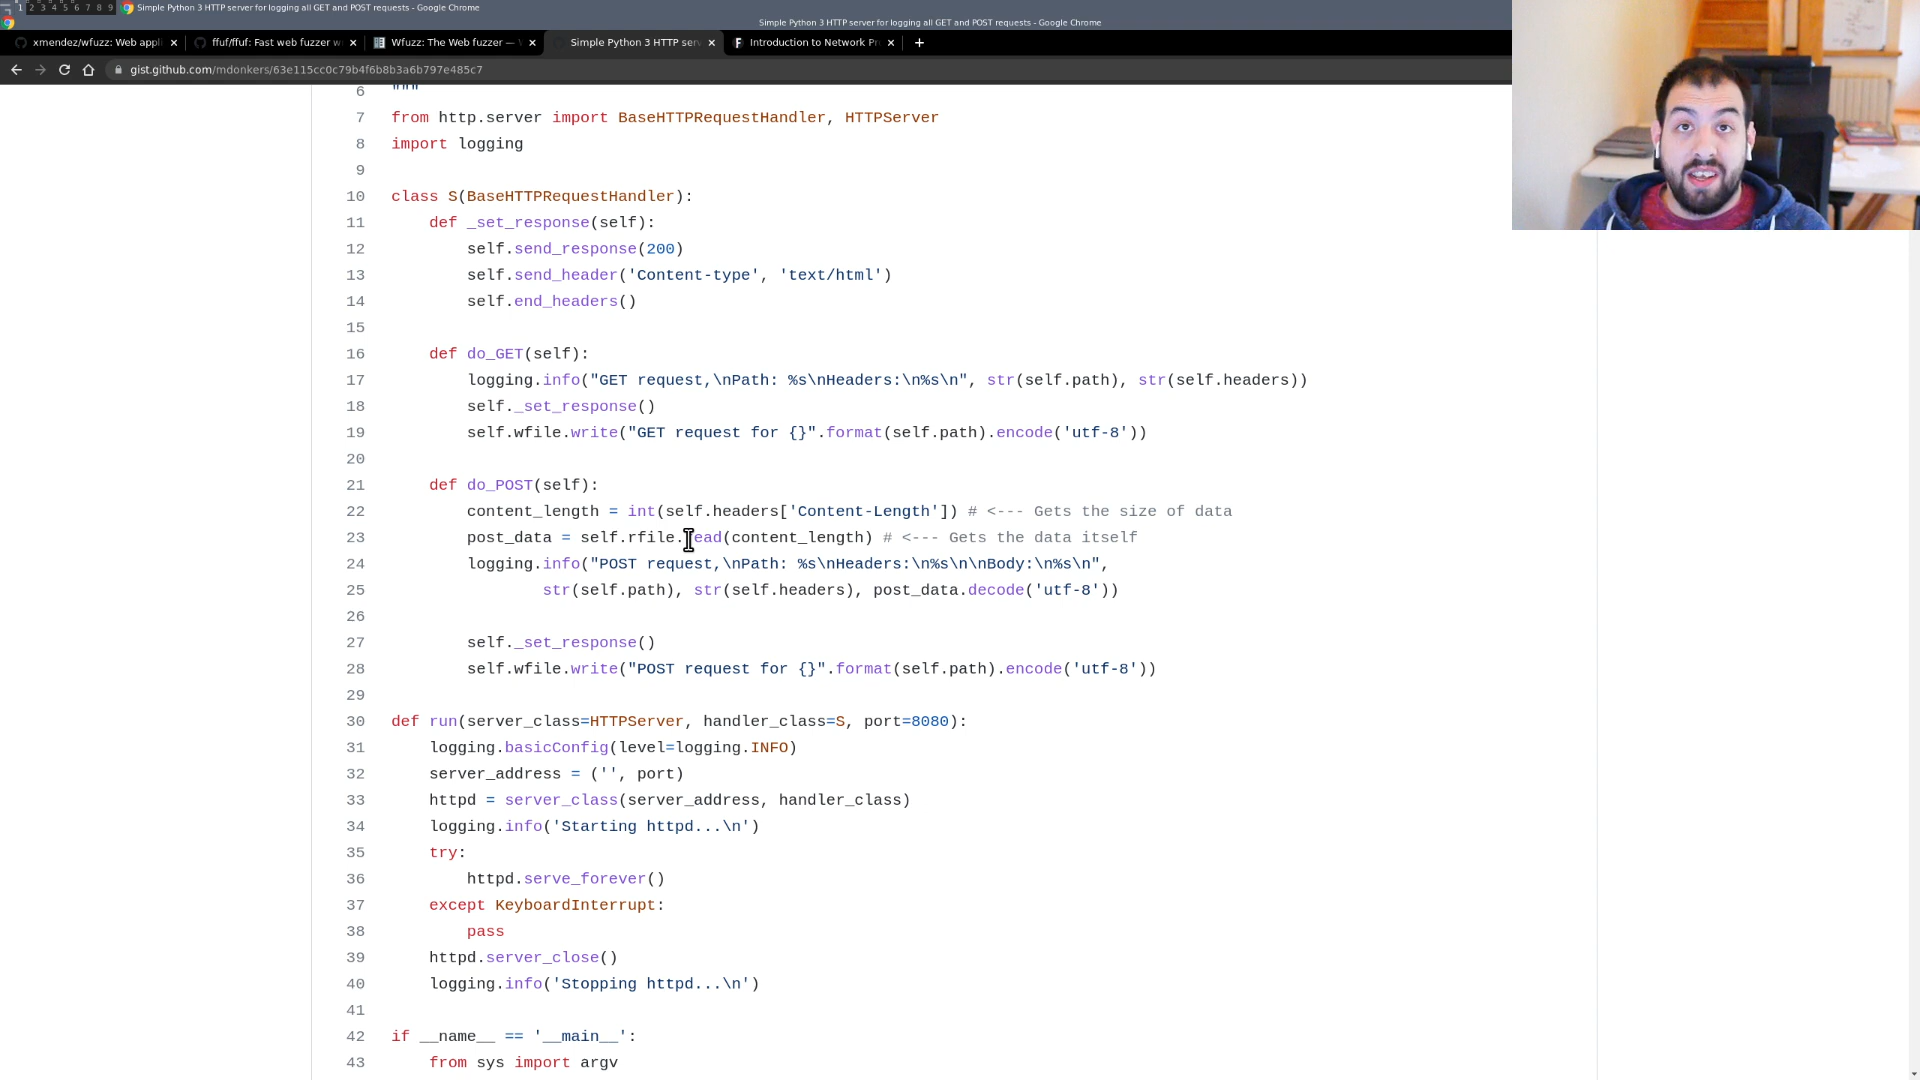 1 2 3 4 5 6 7 8 9 Simple Python 3 HTTP server for logging all GET and POST requests - Google Chrome
Simple Python 3 HTTP server for logging all GET and POST requests - Google Chrome
xmendez/wfuzz: Web appli × ffuf/ffuf: Fast web fuzzer w × Wfuzz: The Web fuzzer — × Simple Python 3 HTTP ser × Introduction to Network Pr × +
gist.github.com/mdonkers/63e115cc0c79b4f6b8b3a6b797e485c7
6 """
7 from http.server import BaseHTTPRequestHandler, HTTPServer
8 import logging
9
10 class S(BaseHTTPRequestHandler):
11     def _set_response(self):
12         self.send_response(200)
13         self.send_header('Content-type', 'text/html')
14         self.end_headers()
15
16     def do_GET(self):
17         logging.info("GET request,\nPath: %s\nHeaders:\n%s\n", str(self.path), str(self.headers))
18         self._set_response()
19         self.wfile.write("GET request for {}".format(self.path).encode('utf-8'))
20
21     def do_POST(self):
22         content_length = int(self.headers['Content-Length']) # <--- Gets the size of data
23         post_data = self.rfile.read(content_length) # <--- Gets the data itself
24         logging.info("POST request,\nPath: %s\nHeaders:\n%s\n\nBody:\n%s\n",
25                 str(self.path), str(self.headers), post_data.decode('utf-8'))
26
27         self._set_response()
28         self.wfile.write("POST request for {}".format(self.path).encode('utf-8'))
29
30 def run(server_class=HTTPServer, handler_class=S, port=8080):
31     logging.basicConfig(level=logging.INFO)
32     server_address = ('', port)
33     httpd = server_class(server_address, handler_class)
34     logging.info('Starting httpd...\n')
35     try:
36         httpd.serve_forever()
37     except KeyboardInterrupt:
38         pass
39     httpd.server_close()
40     logging.info('Stopping httpd...\n')
41
42 if __name__ == '__main__':
43     from sys import argv